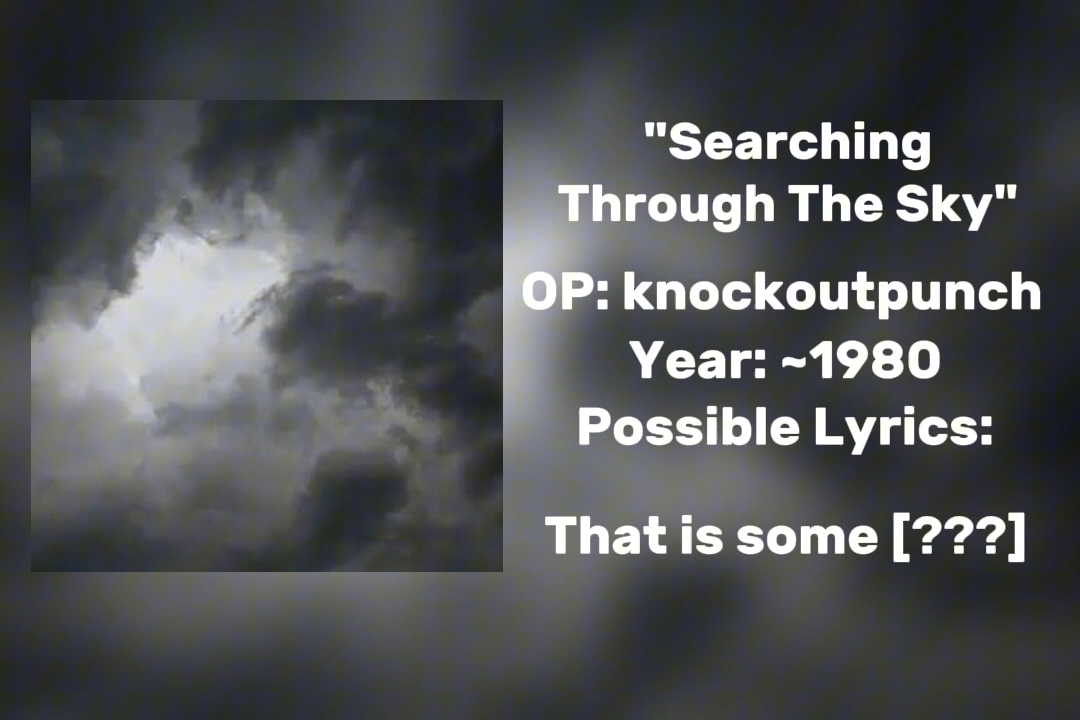 "Searching
Through The Sky"
OP: knockoutpunch
Year: ~1980
Possible Lyrics:
That is some [???]